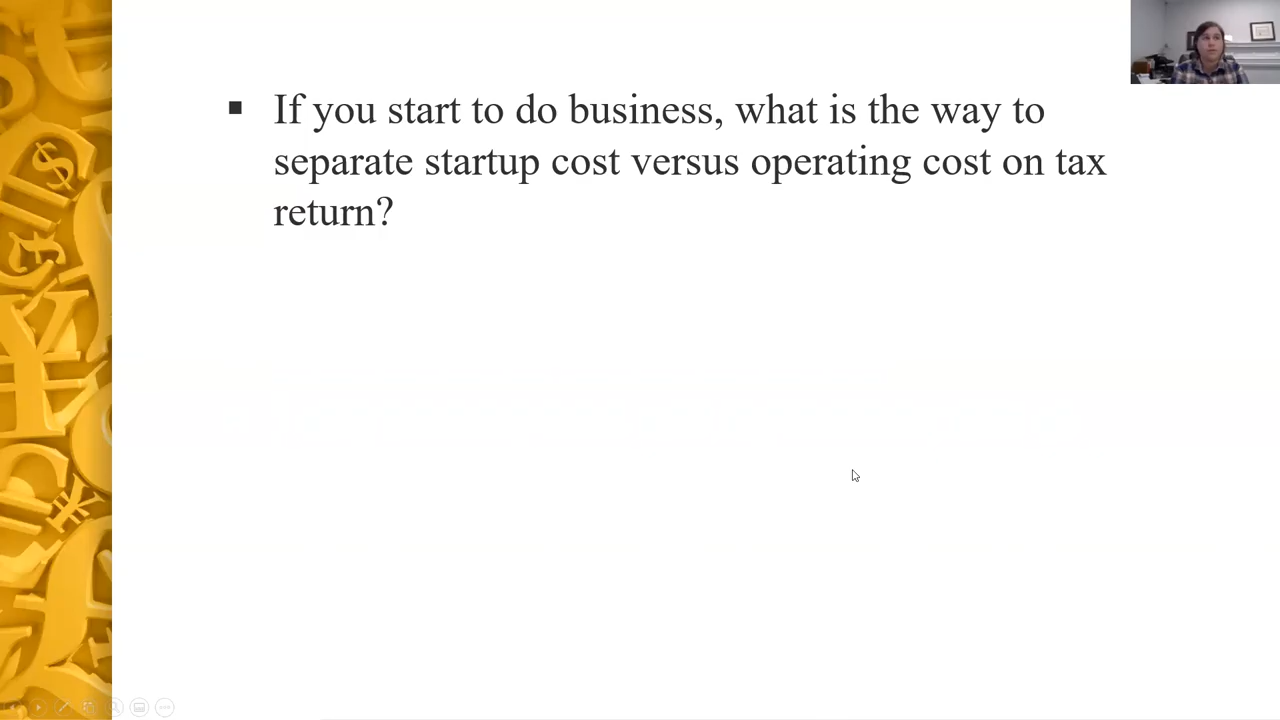 ▪ If you start to do business, what is the way to
separate startup cost versus operating cost on tax
return?